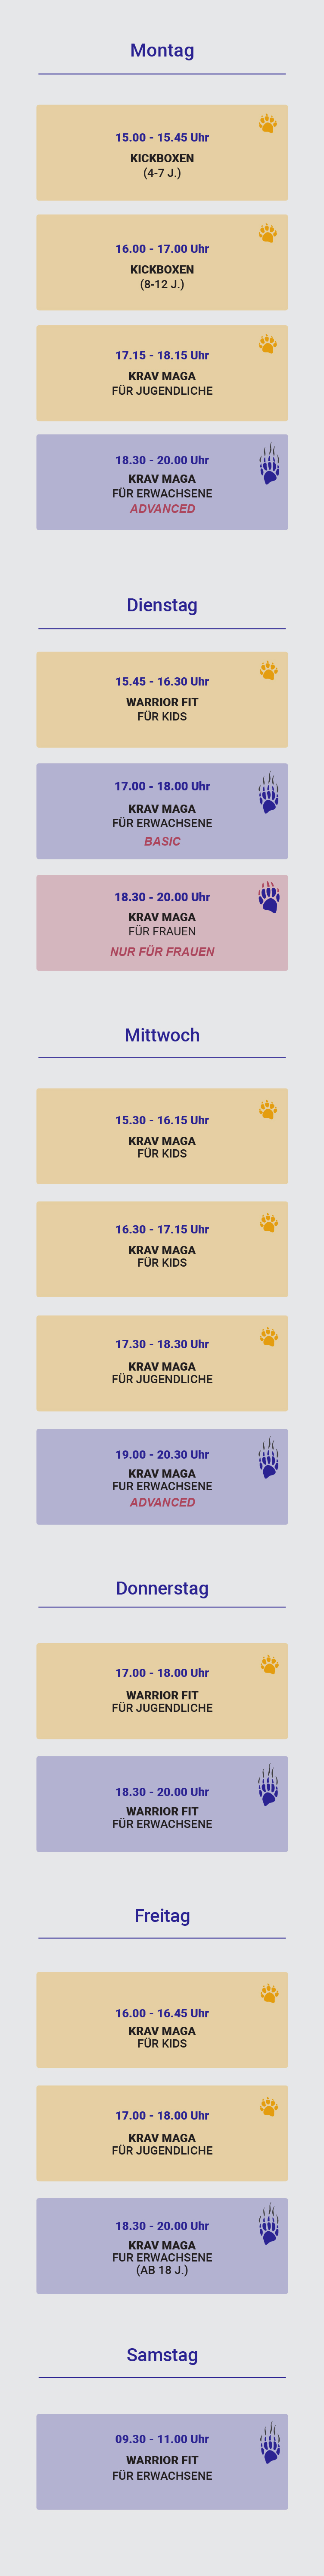 Montag
15.00 - 15.45 Uhr
KICKBOXEN
(4-7 J.)
16.00 - 17.00 Uhr
KICKBOXEN
(8-12 J.)
17.15 - 18.15 Uhr
KRAV MAGA
FÜR JUGENDLICHE
18.30 - 20.00 Uhr
KRAV MAGA
FÜR ERWACHSENE
ADVANCED
Dienstag
15.45 - 16.30 Uhr
WARRIOR FIT
FÜR KIDS
17.00 - 18.00 Uhr
KRAV MAGA
FÜR ERWACHSENE
BASIC
18.30 - 20.00 Uhr
KRAV MAGA
FÜR FRAUEN
NUR FÜR FRAUEN
Mittwoch
15.30 - 16.15 Uhr
KRAV MAGA
FÜR KIDS
16.30 - 17.15 Uhr
KRAV MAGA
FÜR KIDS
17.30 - 18.30 Uhr
KRAV MAGA
FÜR JUGENDLICHE
19.00 - 20.30 Uhr
KRAV MAGA
FUR ERWACHSENE
ADVANCED
Donnerstag
17.00 - 18.00 Uhr
WARRIOR FIT
FÜR JUGENDLICHE
18.30 - 20.00 Uhr
WARRIOR FIT
FÜR ERWACHSENE
Freitag
16.00 - 16.45 Uhr
KRAV MAGA
FÜR KIDS
17.00 - 18.00 Uhr
KRAV MAGA
FÜR JUGENDLICHE
18.30 - 20.00 Uhr
KRAV MAGA
FUR ERWACHSENE
(AB 18 J.)
Samstag
09.30 - 11.00 Uhr
WARRIOR FIT
FÜR ERWACHSENE